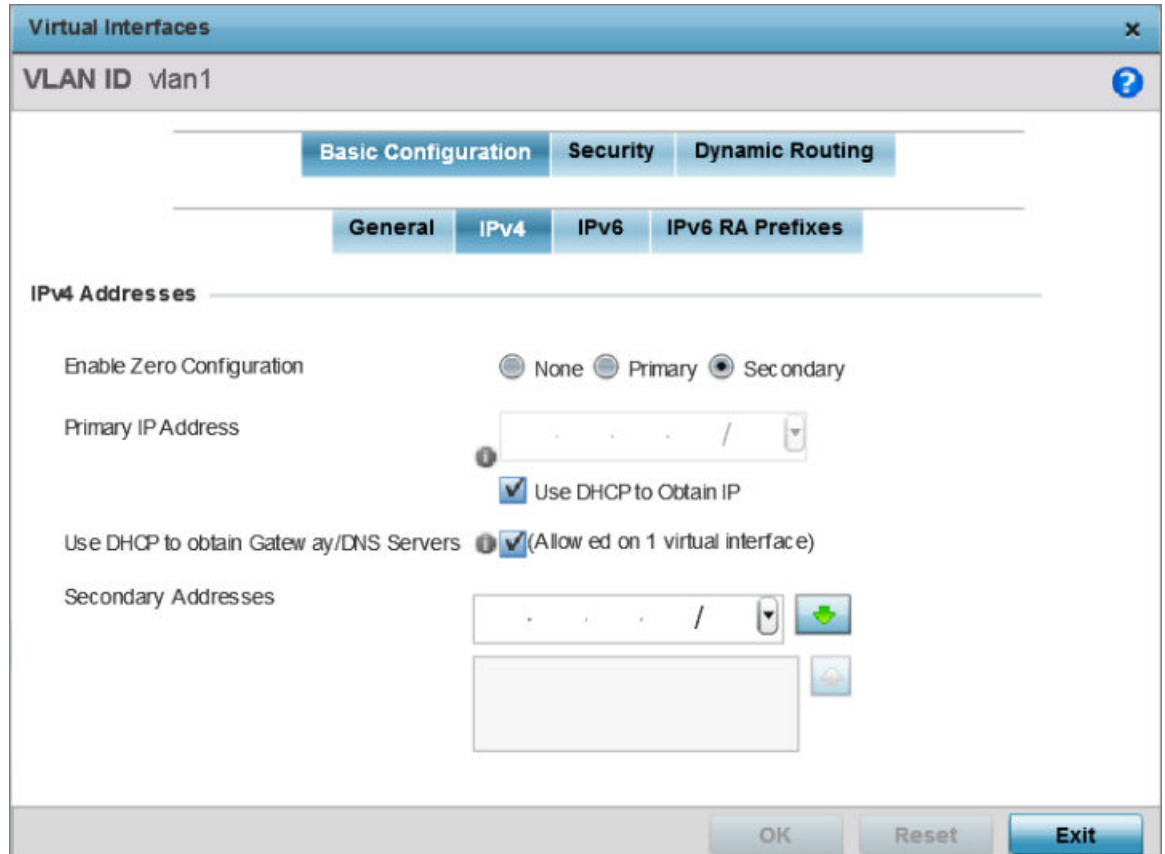 Virtual Interfaces
VLAN ID vlan1
Basic Configuration Security Dynamic Routing
General IPv4 IPv6 IPv6 RA Prefixes
IPv4 Addresses
Enable Zero Configuration None Primary Secondary
Primary IP Address . . . /
Use DHCP to Obtain IP
Use DHCP to obtain Gateway/DNS Servers (Allowed on 1 virtual interface)
Secondary Addresses . . . /
OK Reset Exit